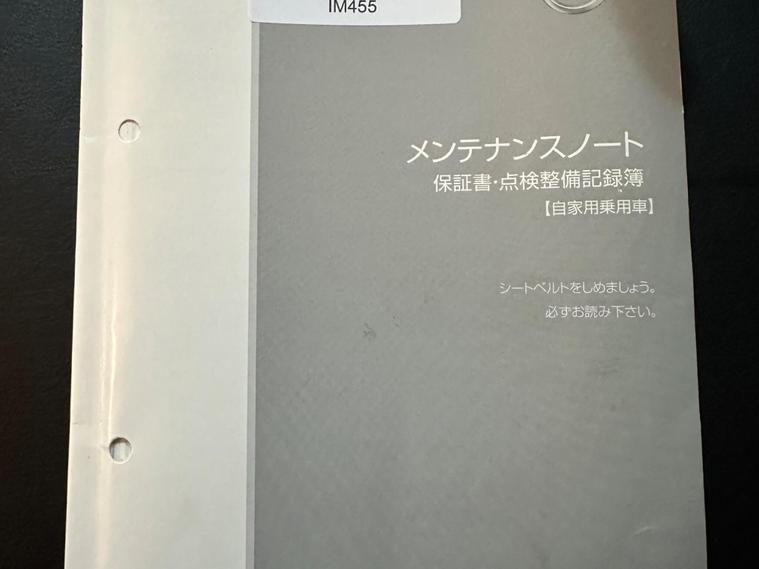 IM455
メンテナンスノート
保証書・点検整備記録簿
【自家用乗用車】
シートベルトをしめましょう。
必ずお読み下さい。